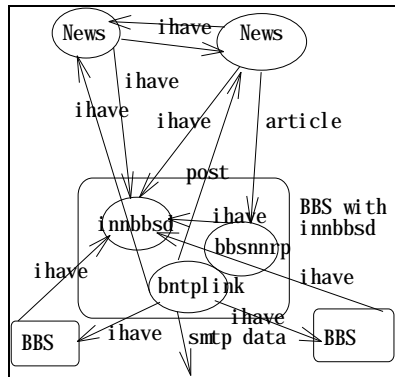 News
ihave
News
ihave
ihave
ihave
article
post
innbbsd
ihave
BBS with
innbbsd
bbsnnrp
ihave
ihave
bntplink
ihave
ihave
BBS
smtp data
BBS